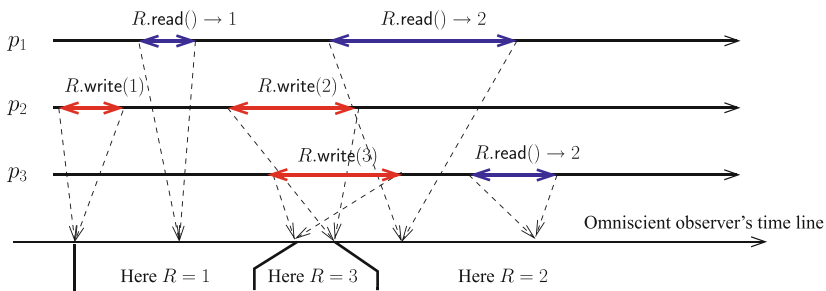 R.read() → 1
R.read() → 2
p₁
R.write(1)
R.write(2)
p₂
R.write(3)
R.read() → 2
p₃
Omniscient observer's time line
Here R = 1
Here R = 3
Here R = 2